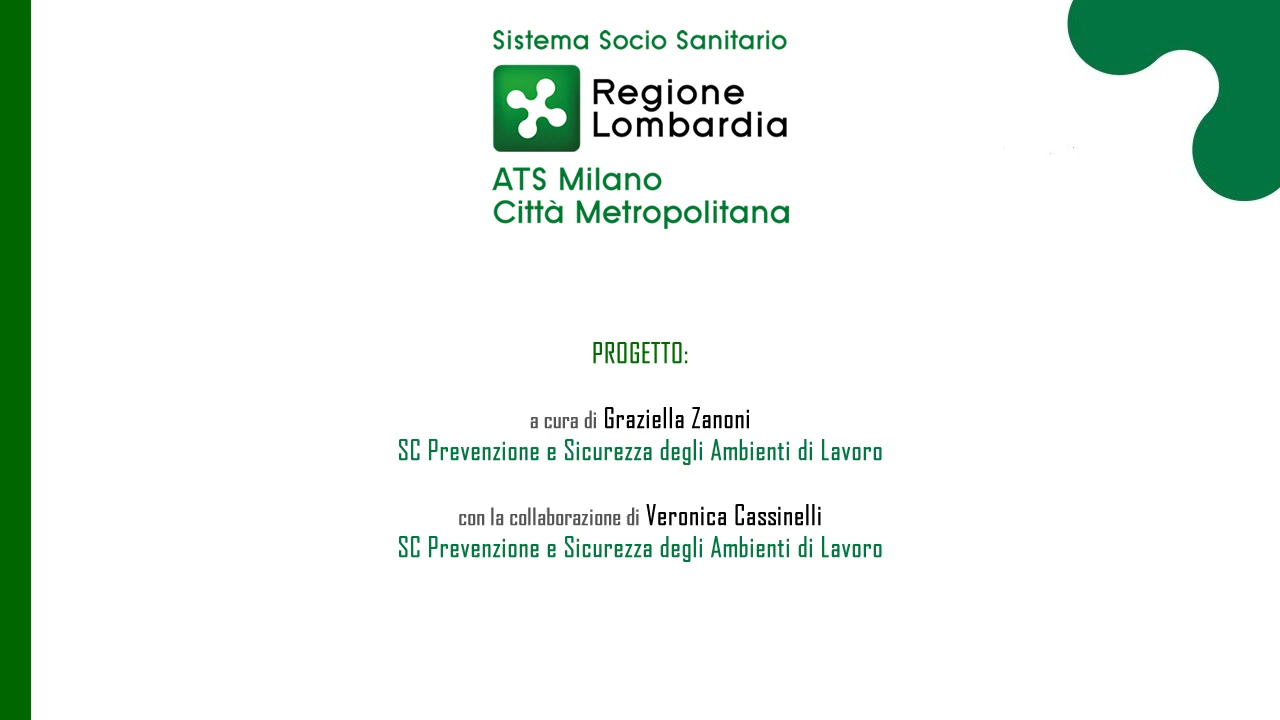 Sistema Socio Sanitario
Regione
Lombardia
ATS Milano
Città Metropolitana
PROGETTO:
a cura di Graziella Zanoni
SC Prevenzione e Sicurezza degli Ambienti di Lavoro
con la collaborazione di Veronica Cassinelli
SC Prevenzione e Sicurezza degli Ambienti di Lavoro